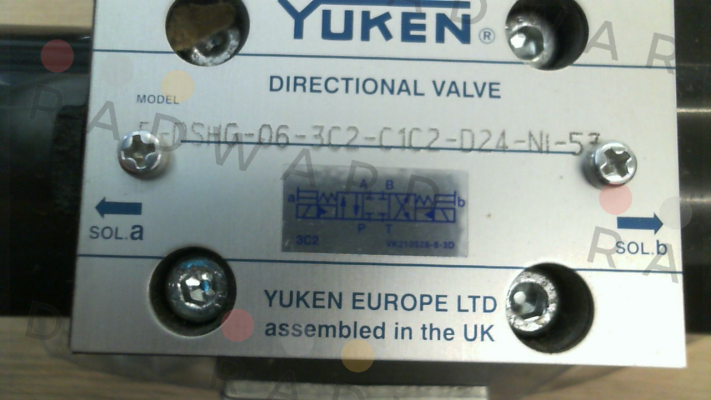 YUKEN®
DIRECTIONAL VALVE
MODEL
F-DSHG-06-3C2-C1C2-D24-N1-53
A B
a b
P T
3C2
SOL.a
SOL.b
YUKEN EUROPE LTD
assembled in the UK
RADWARD